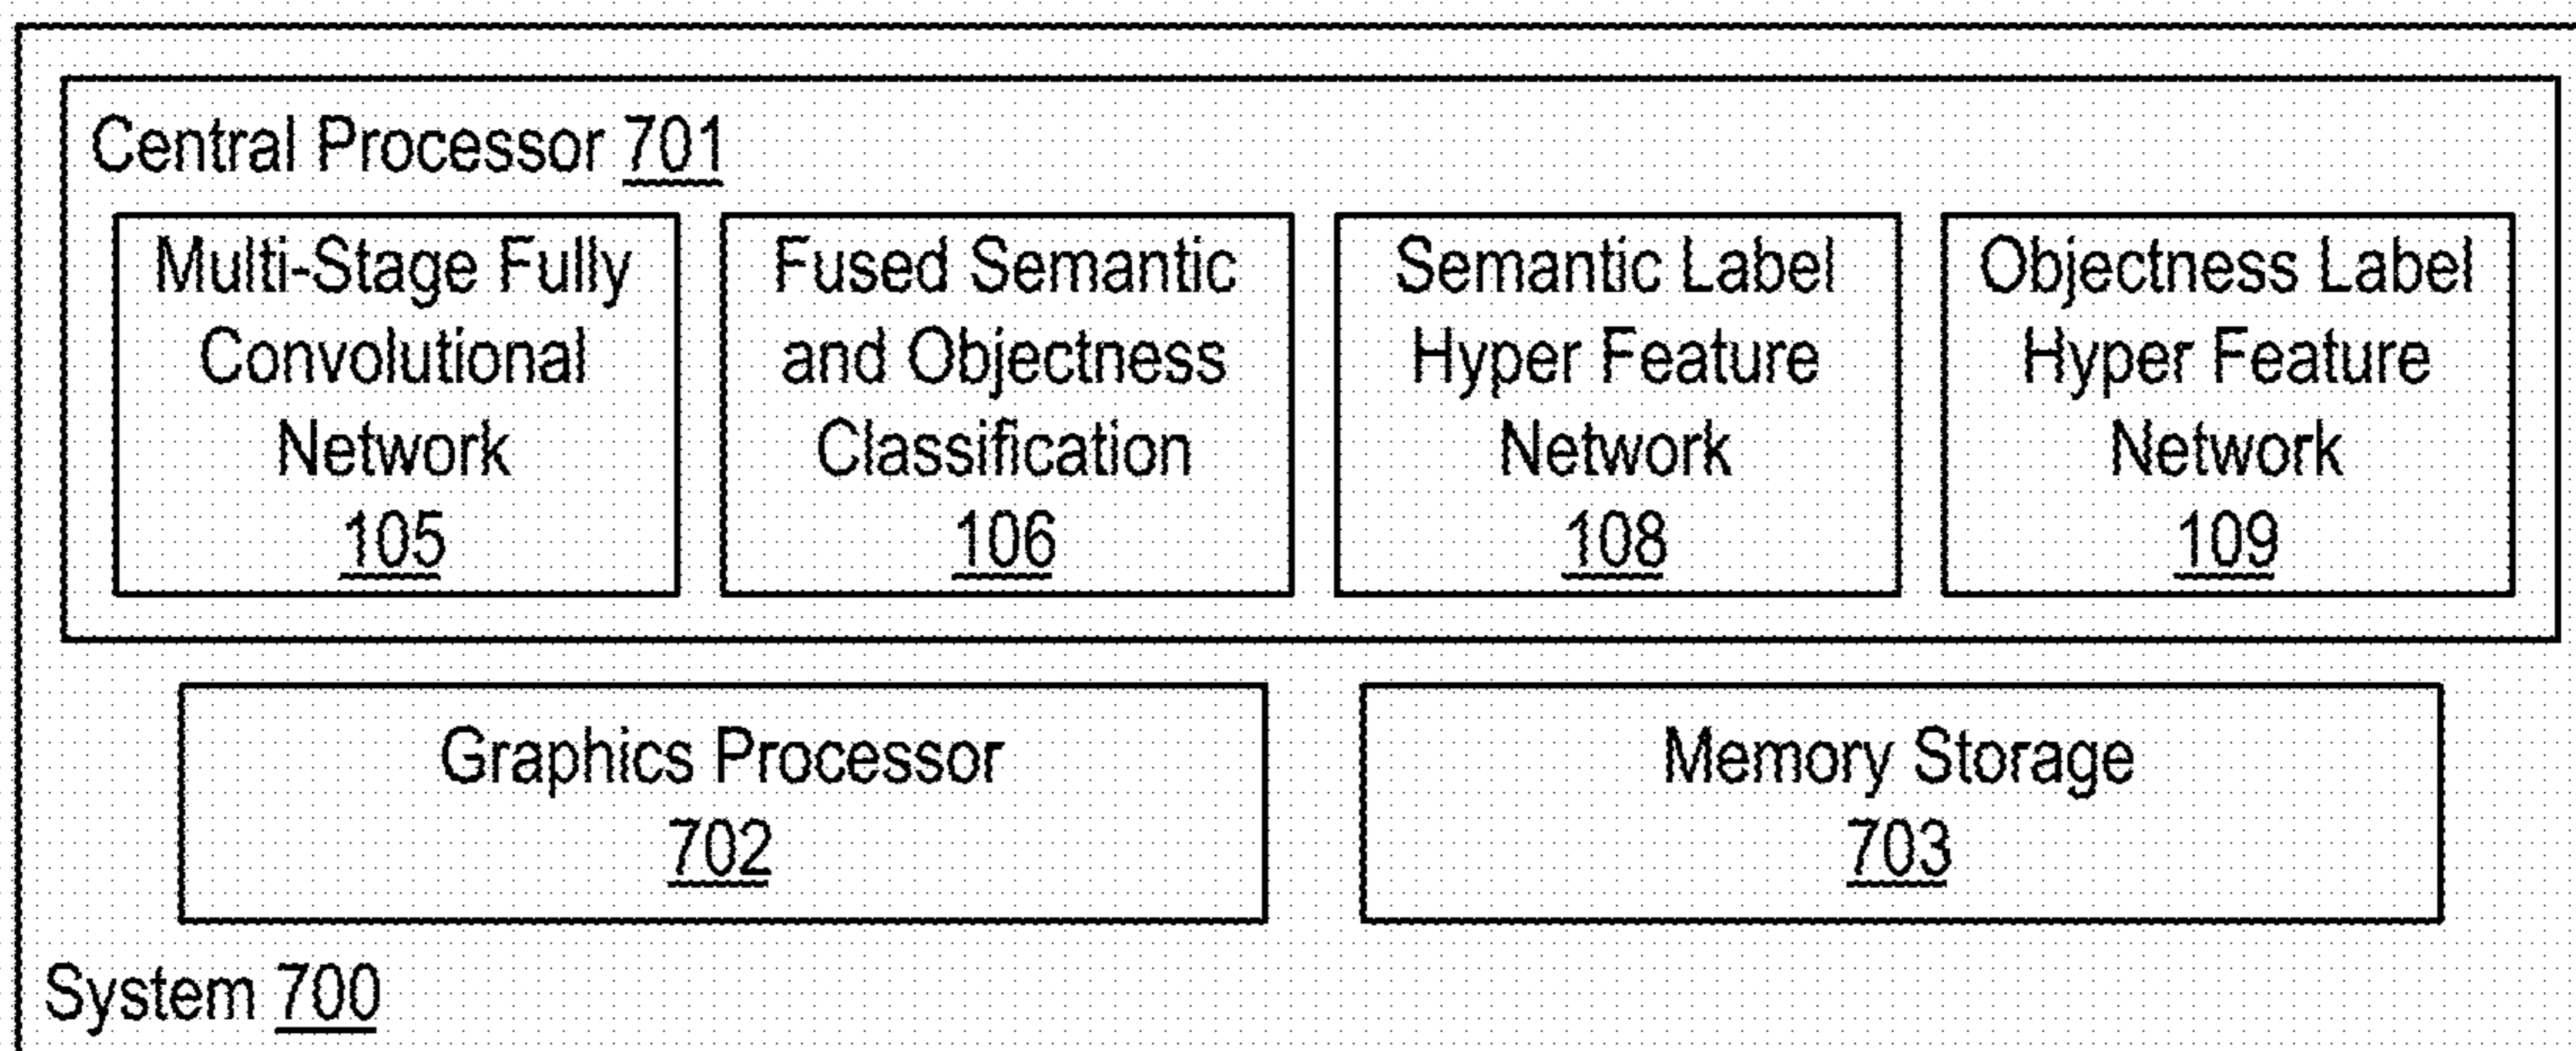 Central Processor 701
Multi-Stage Fully
Convolutional
Network
105
Fused Semantic
and Objectness
Classification
106
Semantic Label
Hyper Feature
Network
108
Objectness Label
Hyper Feature
Network
109
Graphics Processor
702
Memory Storage
703
System 700